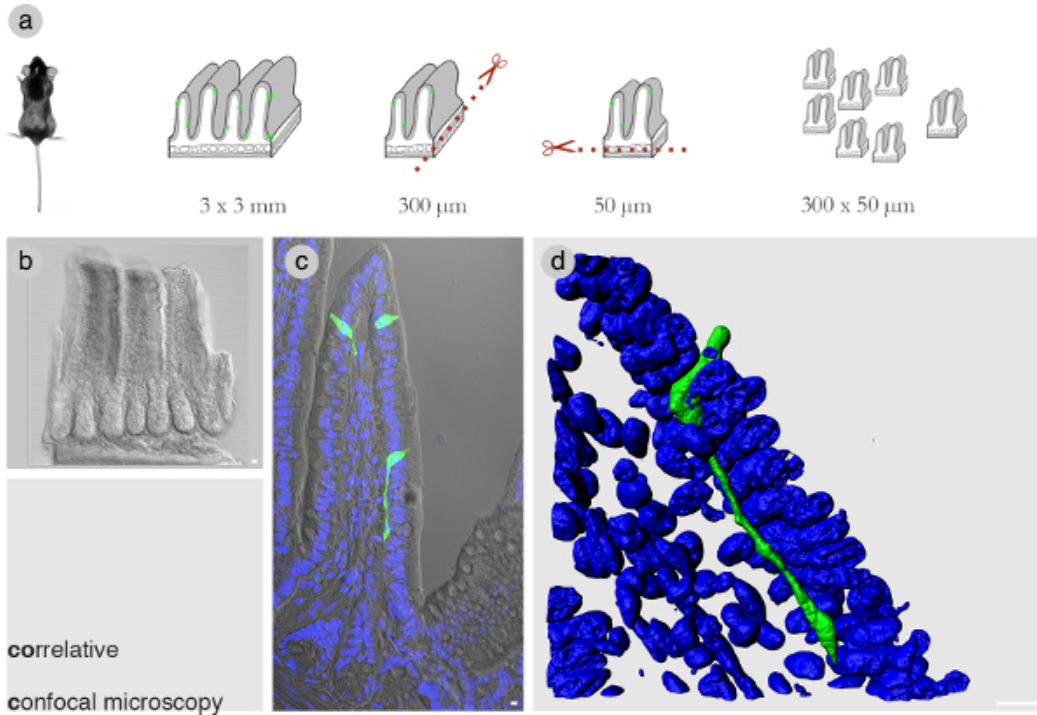 a
3 x 3 mm
300 µm
50 µm
300 x 50 µm
b
c
d
correlative
confocal microscopy